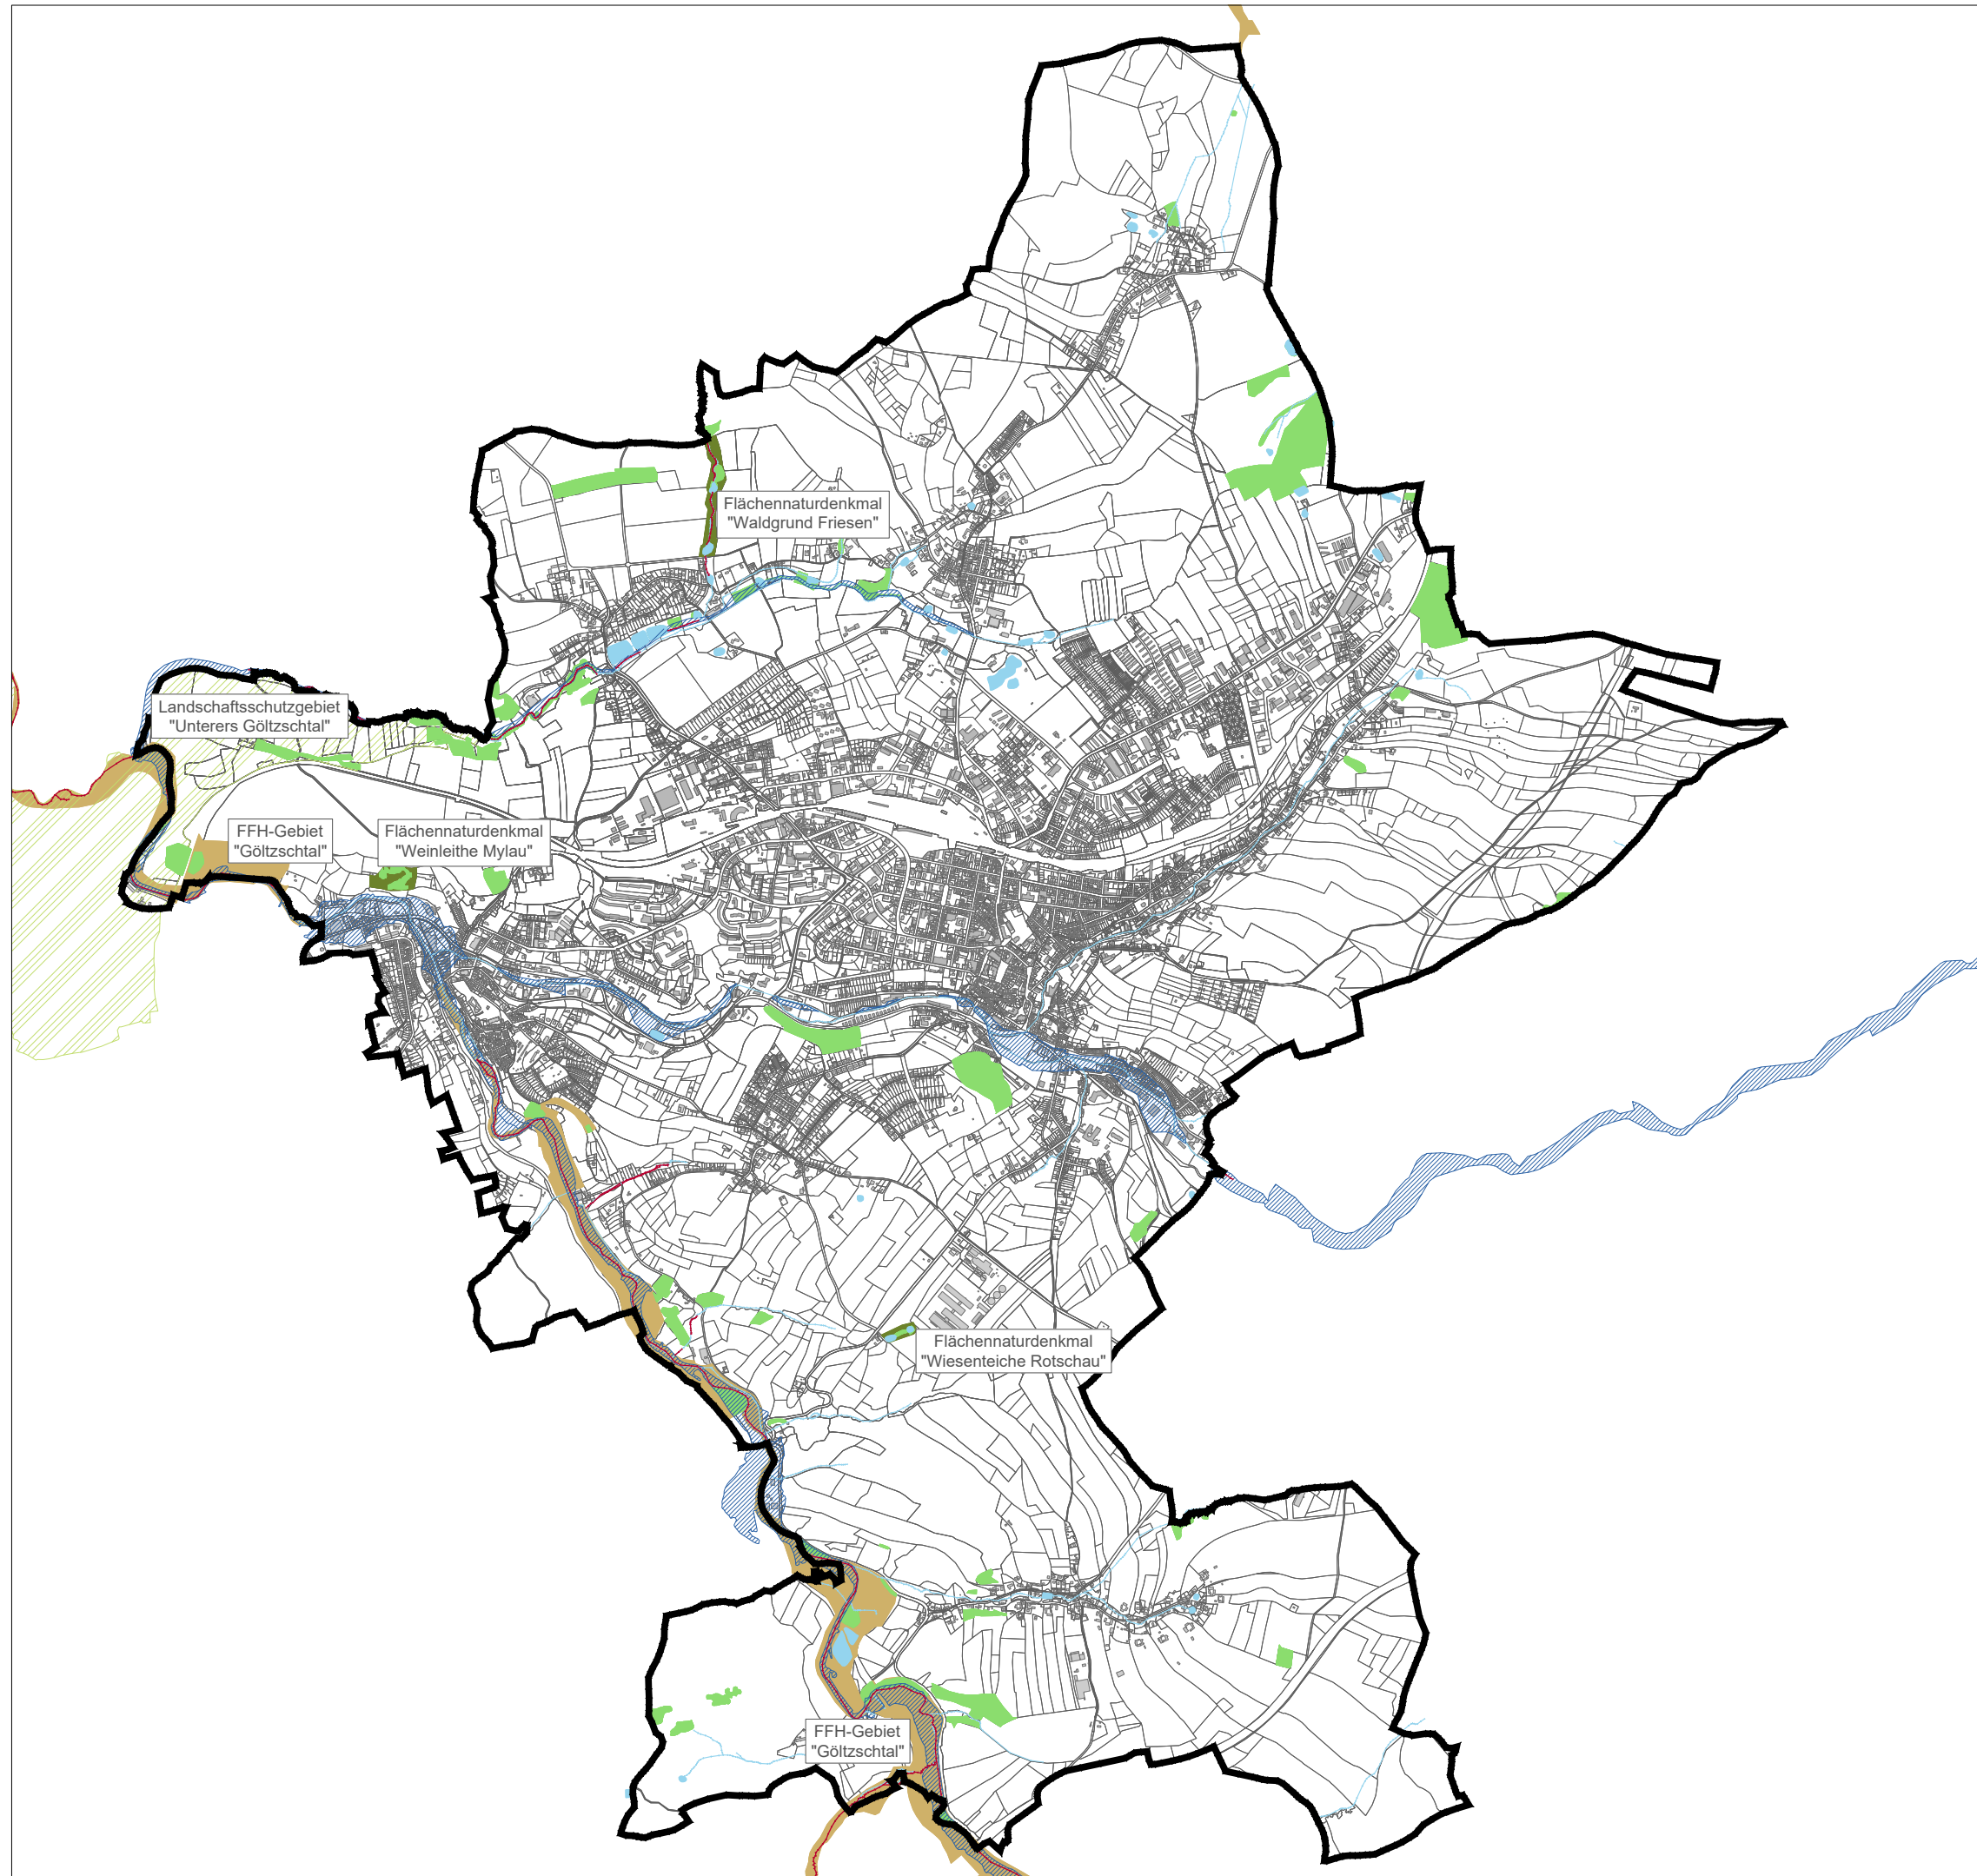 Flächennaturdenkmal
"Waldgrund Friesen"
Landschaftsschutzgebiet
"Unterers Göltzschtal"
FFH-Gebiet
"Göltzschtal"
Flächennaturdenkmal
"Weinleithe Mylau"
Flächennaturdenkmal
"Wiesenteiche Rotschau"
FFH-Gebiet
"Göltzschtal"